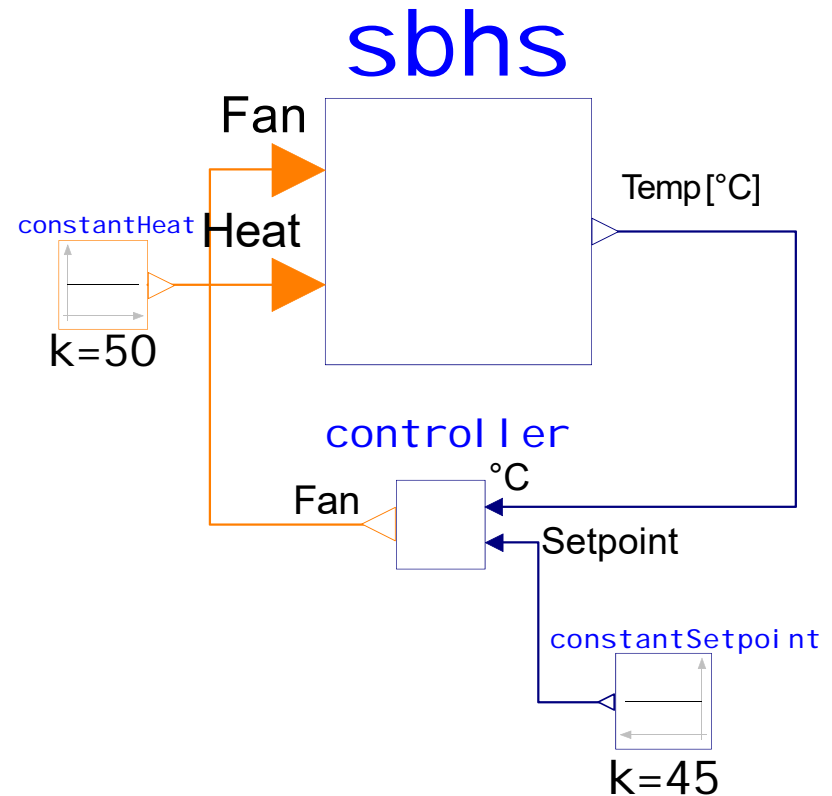 sbhs
Fan
Temp[°C]
constantHeat
Heat
k=50
controller
°C
Fan
Setpoint
constantSetpoint
k=45